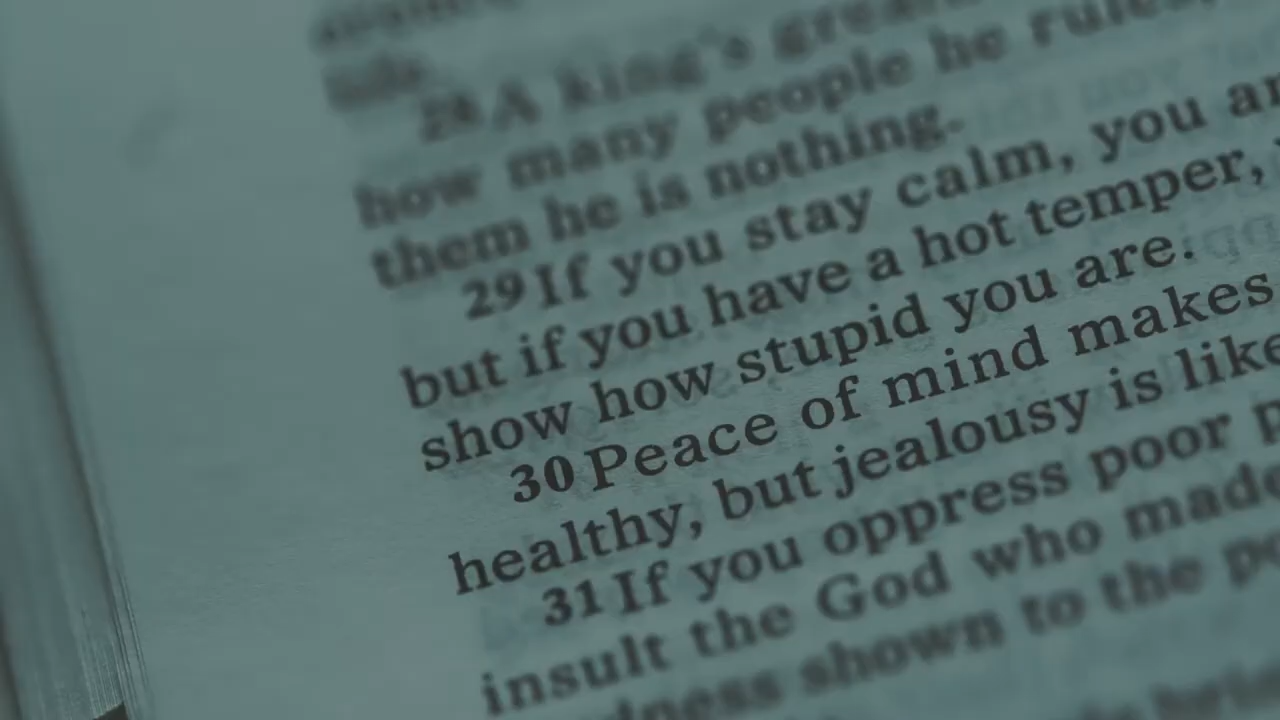 28 A king's
how many people he rules,
them he is nothing.
29 If you stay calm, you
but if you have a hot temper,
show how stupid you are.
30 Peace of mind makes
healthy, but jealousy is like
31 If you oppress poor
insult the God who made
shown to the